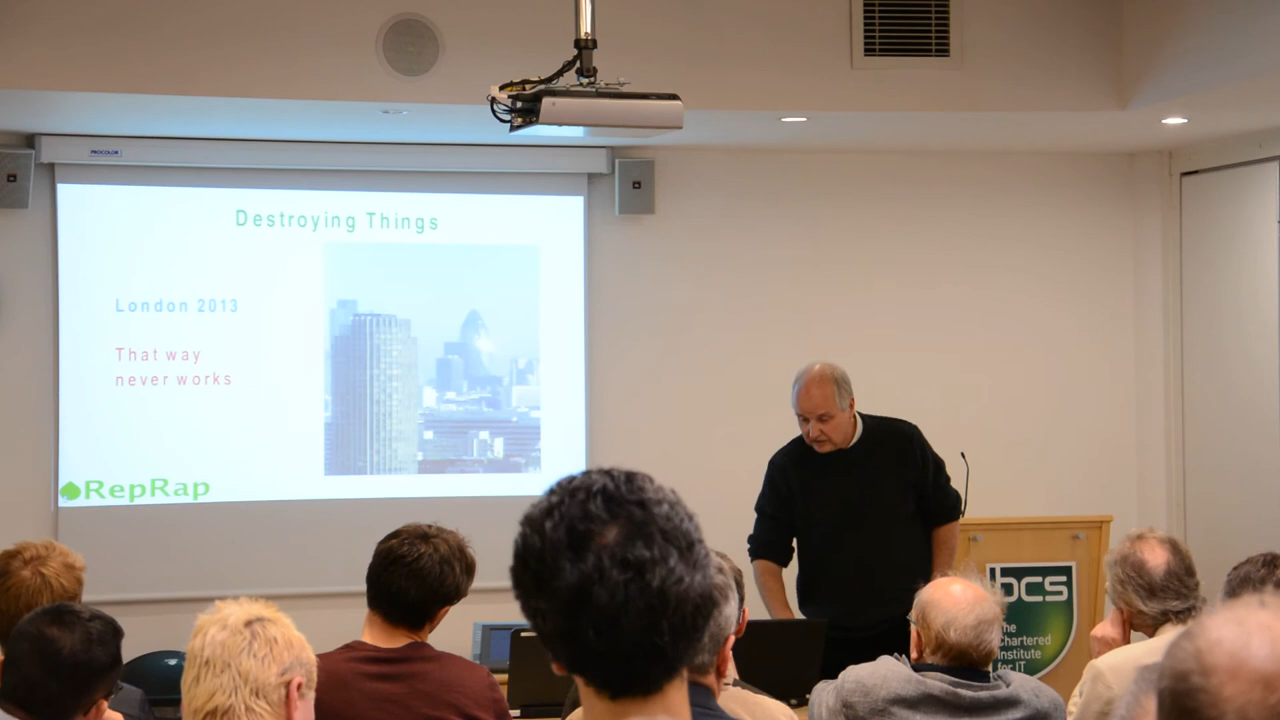 PROCOLOR
Destroying Things
London 2013
That way
never works
RepRap
bcs
The
Chartered
Institute
for IT